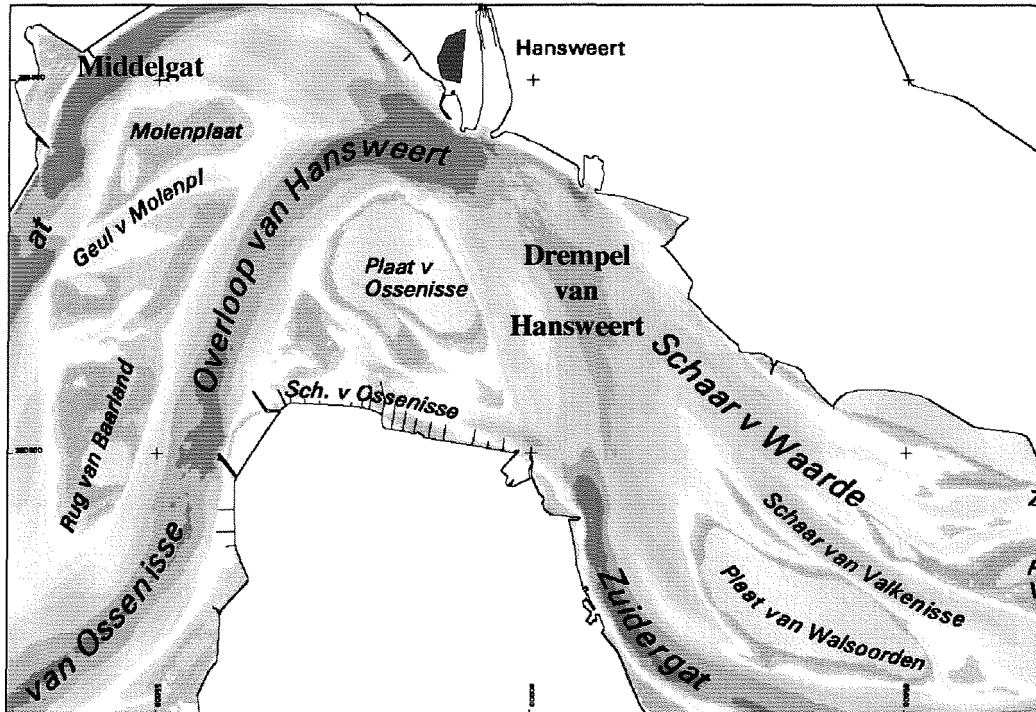 Hansweert
Middelgat
Molenplaat
Geul v Molenpl
at
Overloop van Hansweert
Plaat v
Ossenisse
Drempel
van
Hansweert
Schaar v Waarde
Sch. v Ossenisse
Rug van Baarland
Schaer van Valkenisse
Plaat van Walsoorden
Zuidergat
van Ossenisse